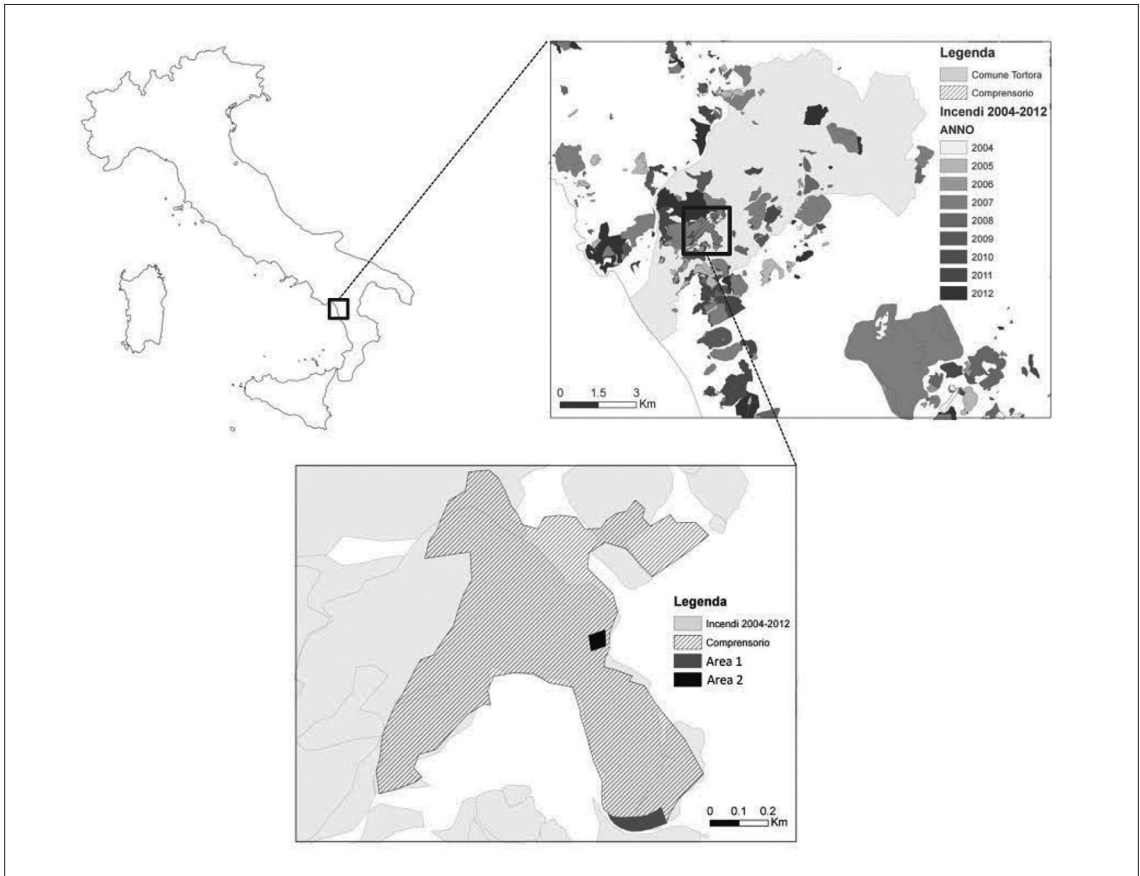 Legenda
Comune Tortora
Comprensorio
Incendi 2004-2012
ANNO
2004
2005
2006
2007
2008
2009
2010
2011
2012
0 1.5 3
Km
Legenda
Incendi 2004-2012
Comprensorio
Area 1
Area 2
0 0.1 0.2
Km